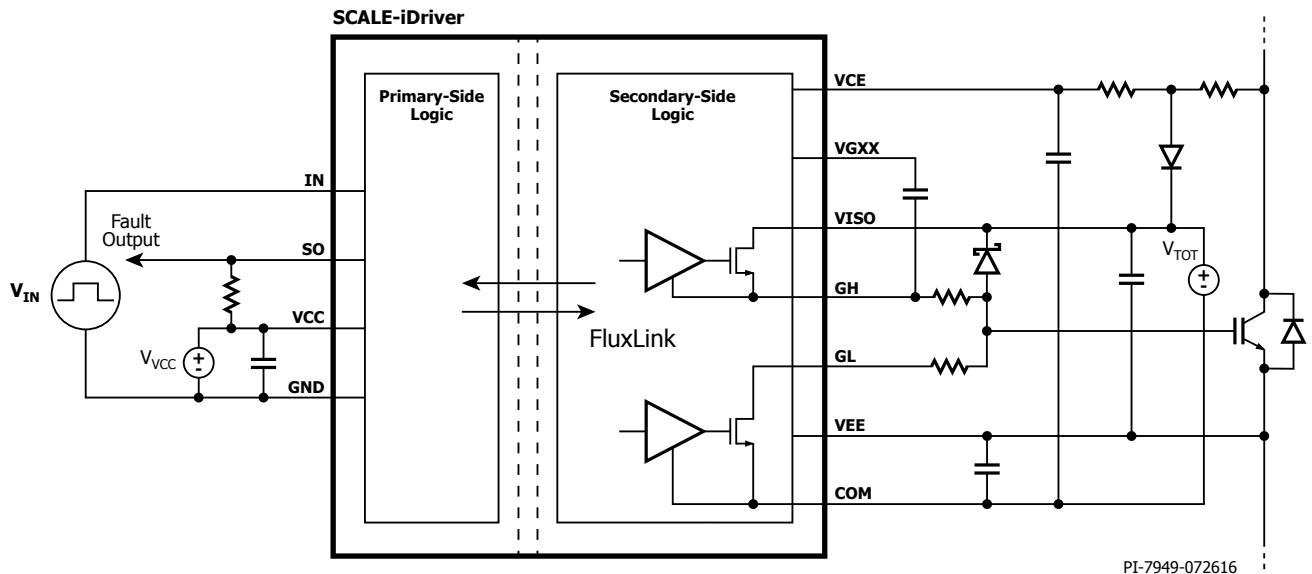 SCALE-iDriver
Primary-Side
Logic
Secondary-Side
Logic
VCE
VGXX
IN
Fault
Output
VISO
SO
VTOT
+
-
GH
VIN
VCC
FluxLink
VVCC
+
-
GL
GND
VEE
COM
PI-7949-072616